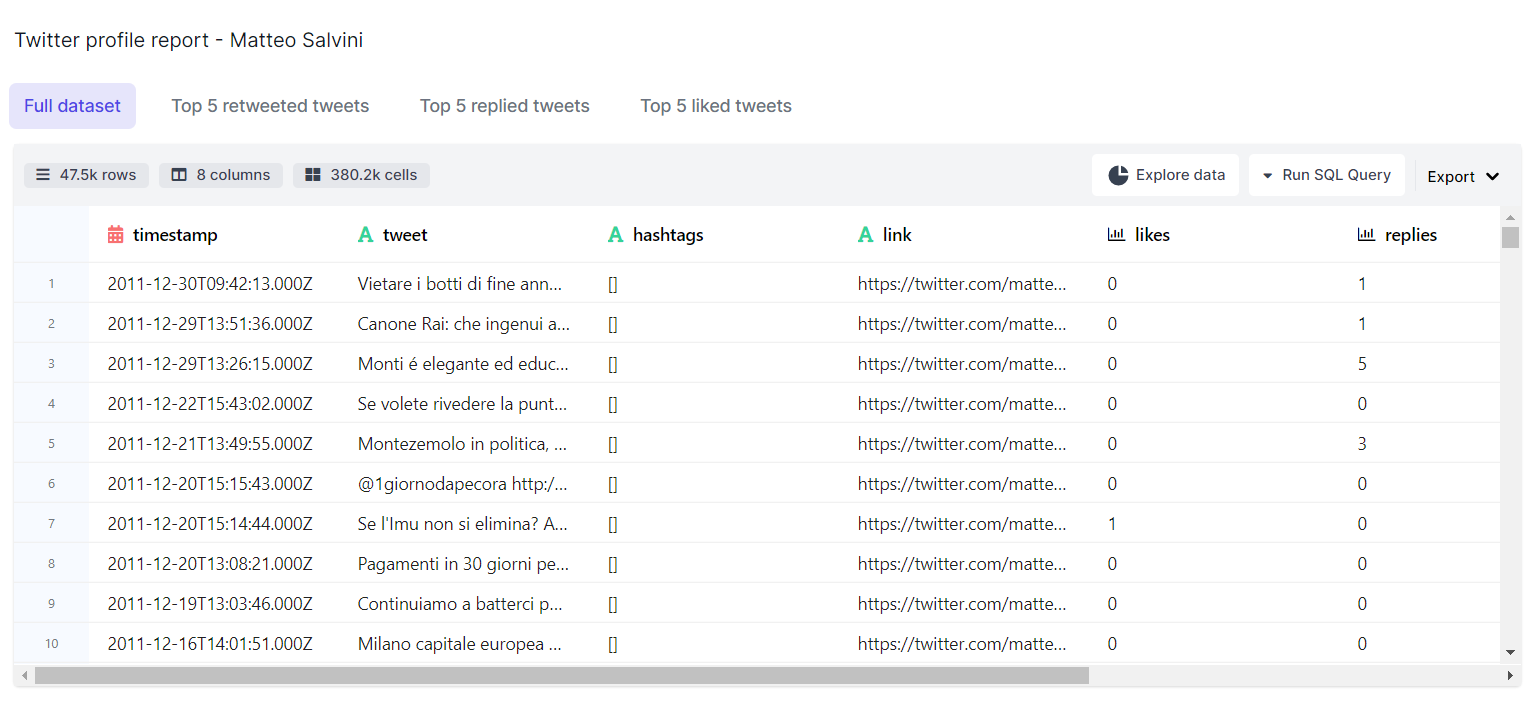 Twitter profile report - Matteo Salvini
Full dataset Top 5 retweeted tweets Top 5 replied tweets Top 5 liked tweets
47.5k rows 8 columns 380.2k cells Explore data Run SQL Query Export
timestamp tweet hashtags link likes replies
1 2011-12-30T09:42:13.000Z Vietare i botti di fine ann... [] https://twitter.com/matte... 0 1
2 2011-12-29T13:51:36.000Z Canone Rai: che ingenui a... [] https://twitter.com/matte... 0 1
3 2011-12-29T13:26:15.000Z Monti é elegante ed educ... [] https://twitter.com/matte... 0 5
4 2011-12-22T15:43:02.000Z Se volete rivedere la punt... [] https://twitter.com/matte... 0 0
5 2011-12-21T13:49:55.000Z Montezemolo in politica, ... [] https://twitter.com/matte... 0 3
6 2011-12-20T15:15:43.000Z @1giornodapecora http:/... [] https://twitter.com/matte... 0 0
7 2011-12-20T15:14:44.000Z Se l'Imu non si elimina? A... [] https://twitter.com/matte... 1 0
8 2011-12-20T13:08:21.000Z Pagamenti in 30 giorni pe... [] https://twitter.com/matte... 0 0
9 2011-12-19T13:03:46.000Z Continuiamo a batterci p... [] https://twitter.com/matte... 0 0
10 2011-12-16T14:01:51.000Z Milano capitale europea ... [] https://twitter.com/matte... 0 0